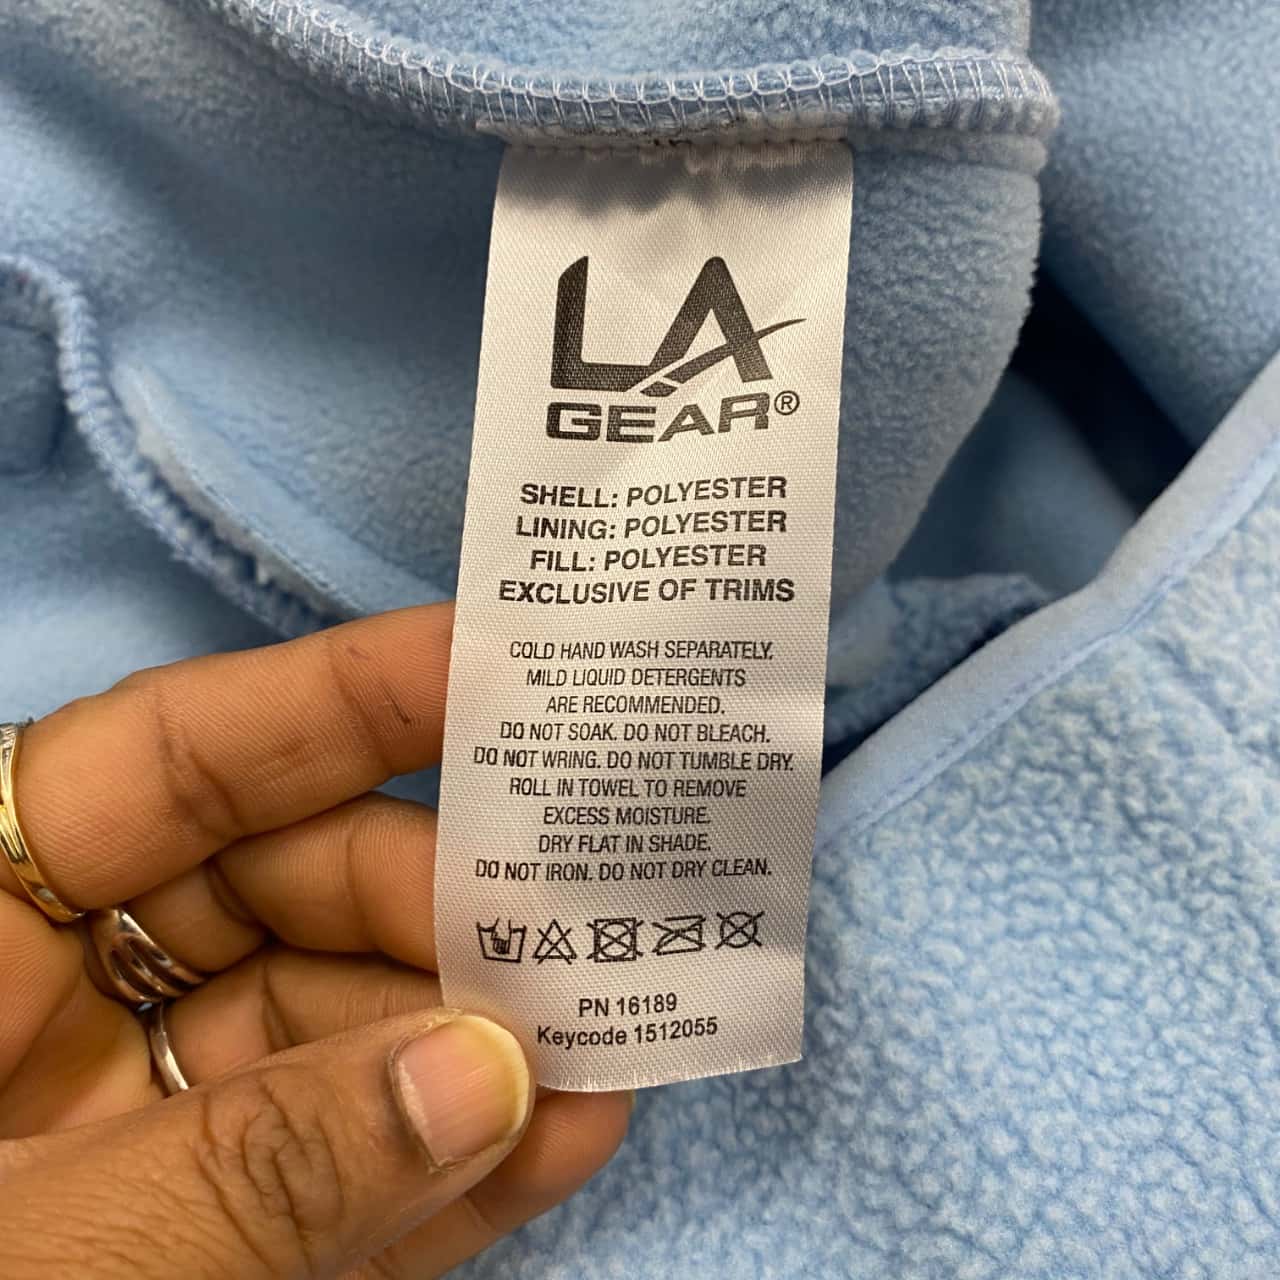 LA
GEAR®
SHELL: POLYESTER
LINING: POLYESTER
FILL: POLYESTER
EXCLUSIVE OF TRIMS
COLD HAND WASH SEPARATELY.
MILD LIQUID DETERGENTS
ARE RECOMMENDED.
DO NOT SOAK. DO NOT BLEACH.
DO NOT WRING. DO NOT TUMBLE DRY.
ROLL IN TOWEL TO REMOVE
EXCESS MOISTURE.
DRY FLAT IN SHADE.
DO NOT IRON. DO NOT DRY CLEAN.
PN 16189
Keycode 1512055